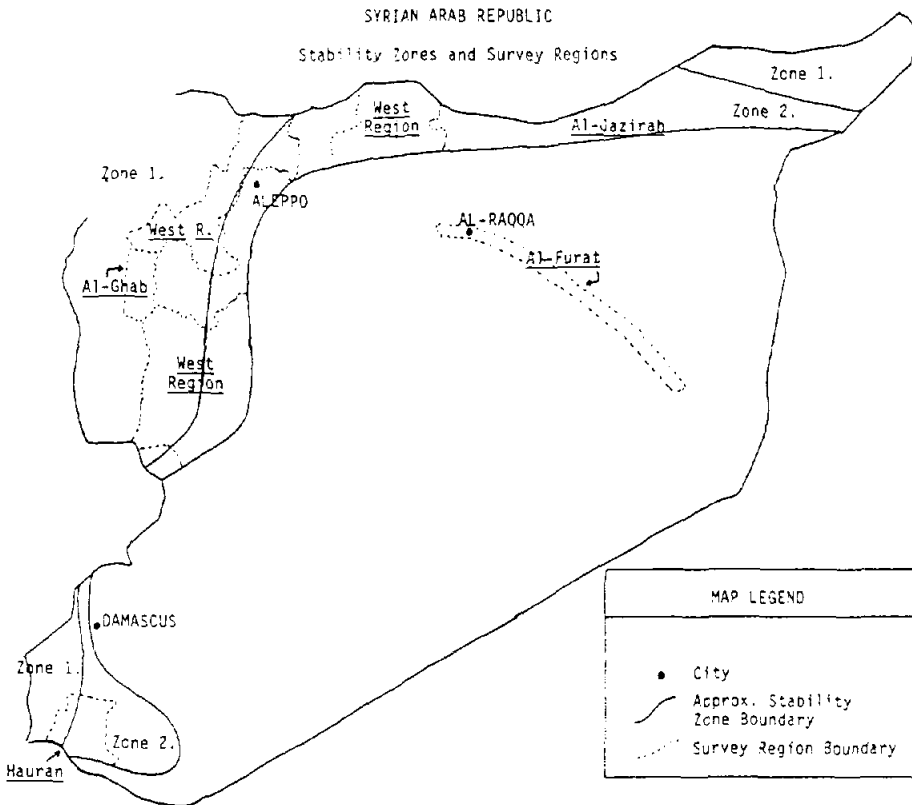 SYRIAN ARAB REPUBLIC
Stability Zores and Survey Regions
Zone 1.
West
Region
Zone 2.
Al-Jazirah
Zone 1.
ALEPPO
West R.
AL-RAQQA
Al-Furat
Al-Ghab
West
Region
DAMASCUS
Zone 1.
Zone 2.
Hauran
MAP LEGEND
City
Approx. Stability
Zone Boundary
Survey Region Boundary